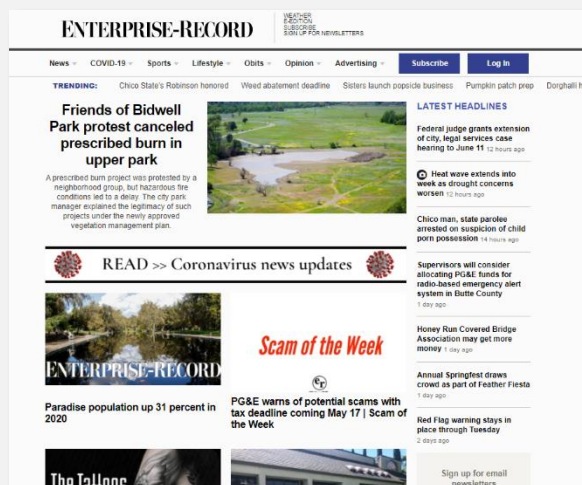 ENTERPRISE-RECORD
WEATHER
E-EDITION
SUBSCRIBE
SIGN UP FOR NEWSLETTERS
News COVID-19 Sports Lifestyle Obits Opinion Advertising Subscribe Log In
TRENDING: Chico State's Robinson honored Weed abatement deadline Sisters launch popside business Pumpkin patch prep Dorghalli
Friends of Bidwell
Park protest canceled
prescribed burn in
upper park
A prescribed burn project was protested by a
neighborhood group, but hazardous fire
conditions led to a delay. The city park
manager explained the legitimacy of such
projects under the newly approved
vegetation management plan.
READ >> Coronavirus news updates
ENTERPRISE-RECORD
Paradise population up 31 percent in
2020
Scam of the Week
er
PG&E warns of potential scams with
tax deadline coming May 17 | Scam of
the Week
The Tallons
LATEST HEADLINES
Federal judge grants extension
of city, legal services case
hearing to June 11 12 hours ago
Heat wave extends into
week as drought concerns
worsen 12 hours ago
Chico man, state parolee
arrested on suspicion of child
porn possession 14 hours ago
Supervisors will consider
allocating PG&E funds for
radio-based emergency alert
system in Butte County
1 day ago
Honey Run Covered Bridge
Association may get more
money 1 day ago
Annual Springfest draws
crowd as part of Feather Fiesta
1 day ago
Red Flag warning stays in
place through Tuesday
2 days ago
Sign up for email
newsletters